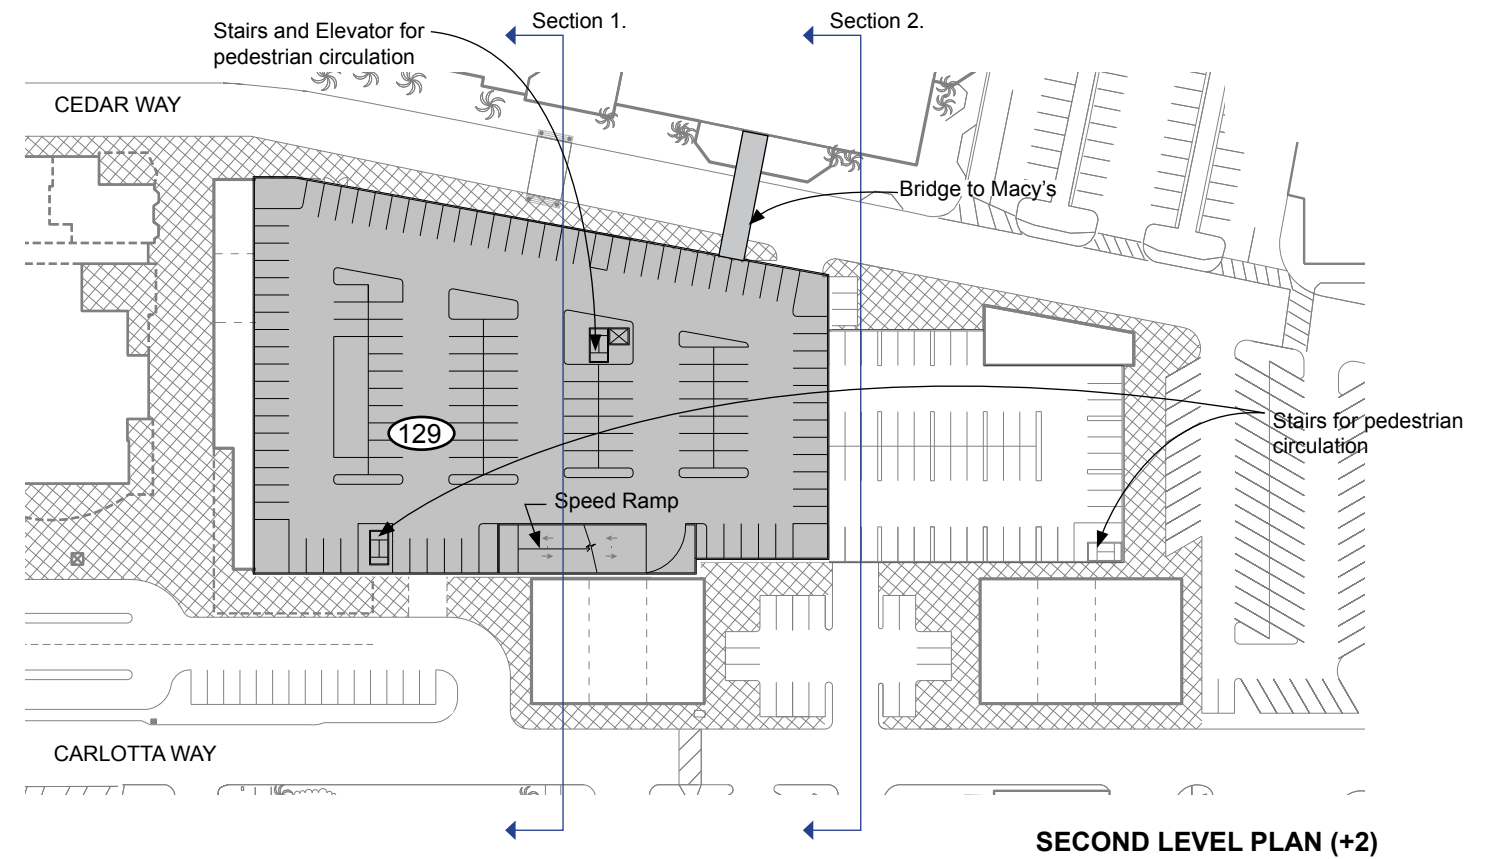 Section 1.
Section 2.
Stairs and Elevator for
pedestrian circulation
CEDAR WAY
Bridge to Macy's
129
Stairs for pedestrian
circulation
Speed Ramp
CARLOTTA WAY
SECOND LEVEL PLAN (+2)